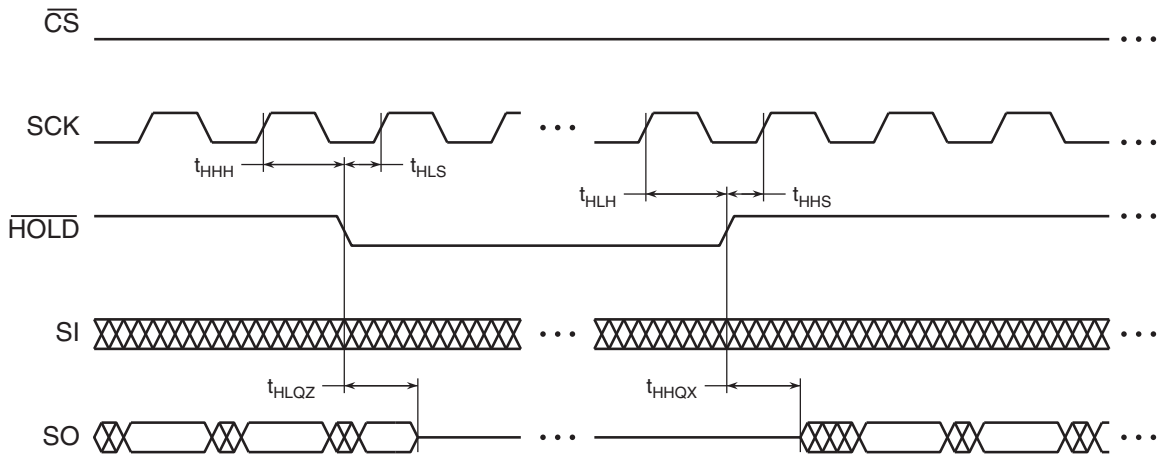 CS
SCK
tHHH
tHLS
tHLH
tHHS
HOLD
SI
tHLQZ
tHHQX
SO